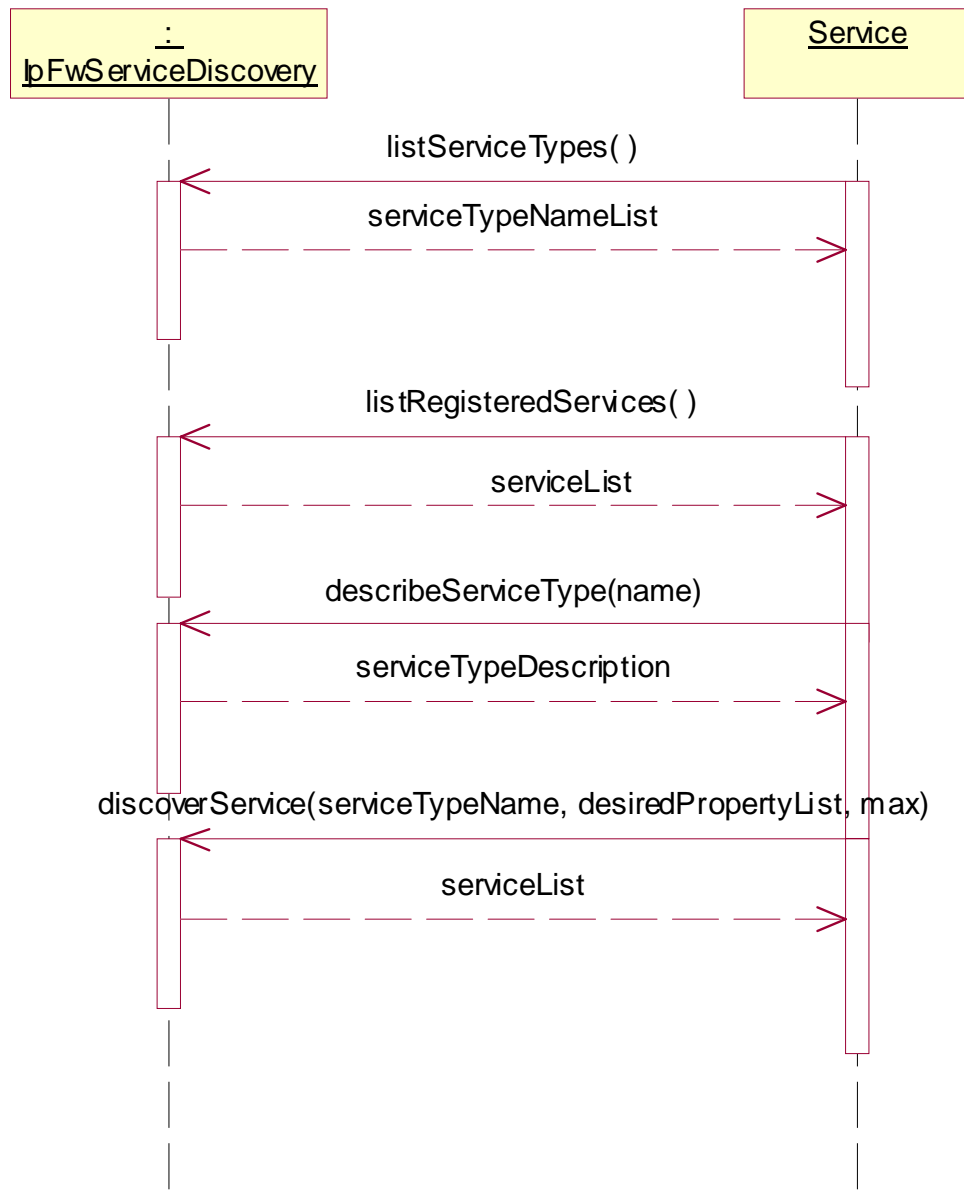 :
IpFwServiceDiscovery
Service
listServiceTypes( )
serviceTypeNameList
listRegisteredServices( )
serviceList
describeServiceType(name)
serviceTypeDescription
discoverService(serviceTypeName, desiredPropertyList, max)
serviceList